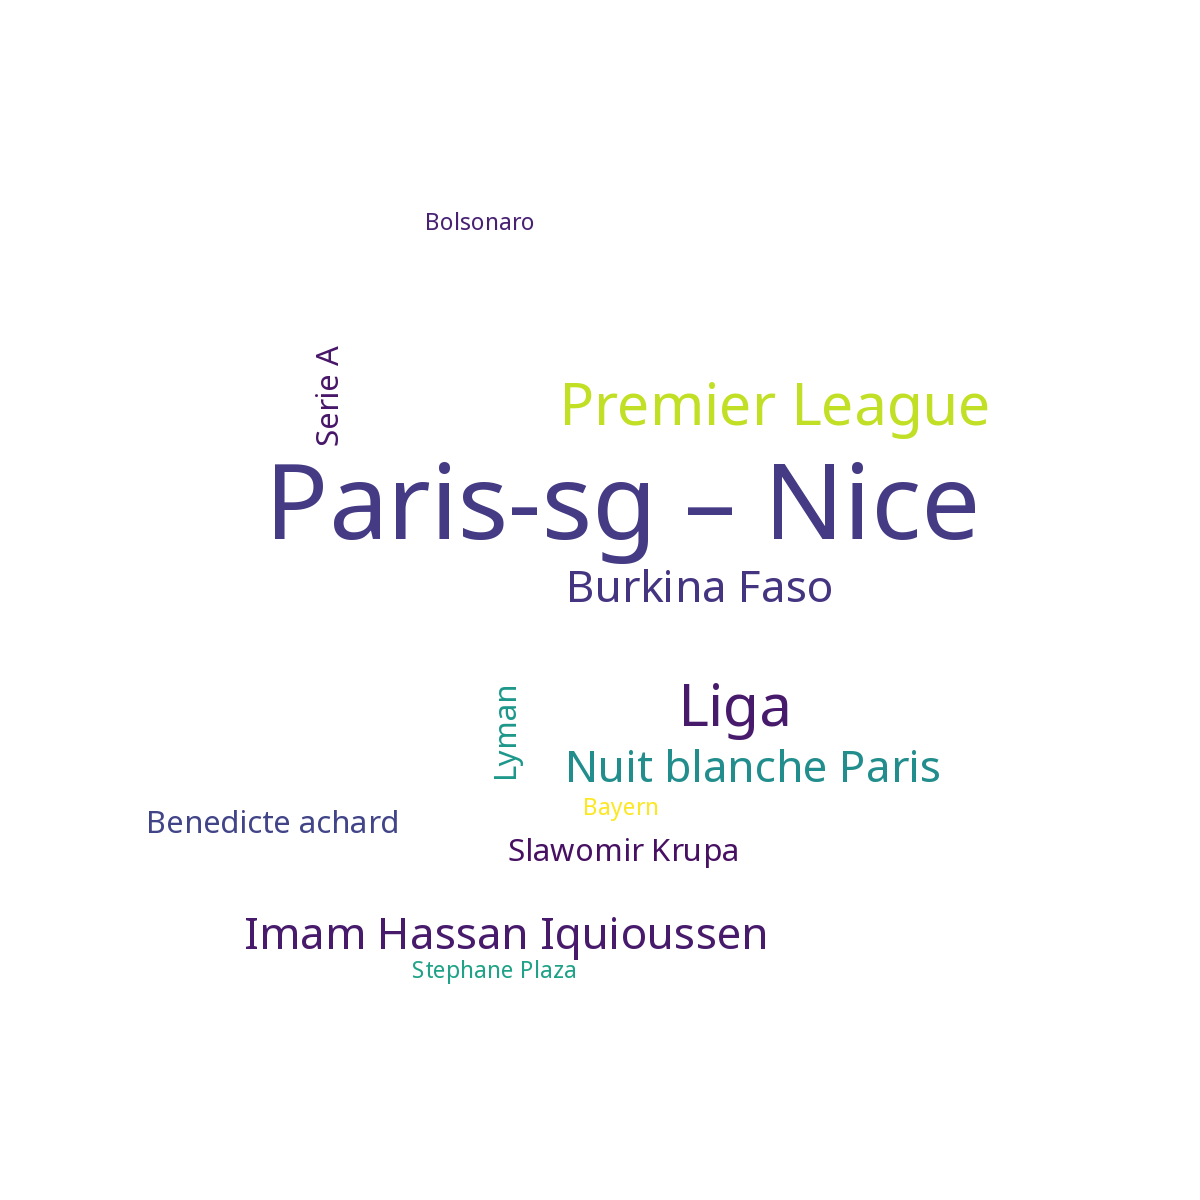 Bolsonaro
Serie A
Premier League
Paris-sg – Nice
Burkina Faso
Lyman
Liga
Nuit blanche Paris
Bayern
Benedicte achard
Slawomir Krupa
Imam Hassan Iquioussen
Stephane Plaza